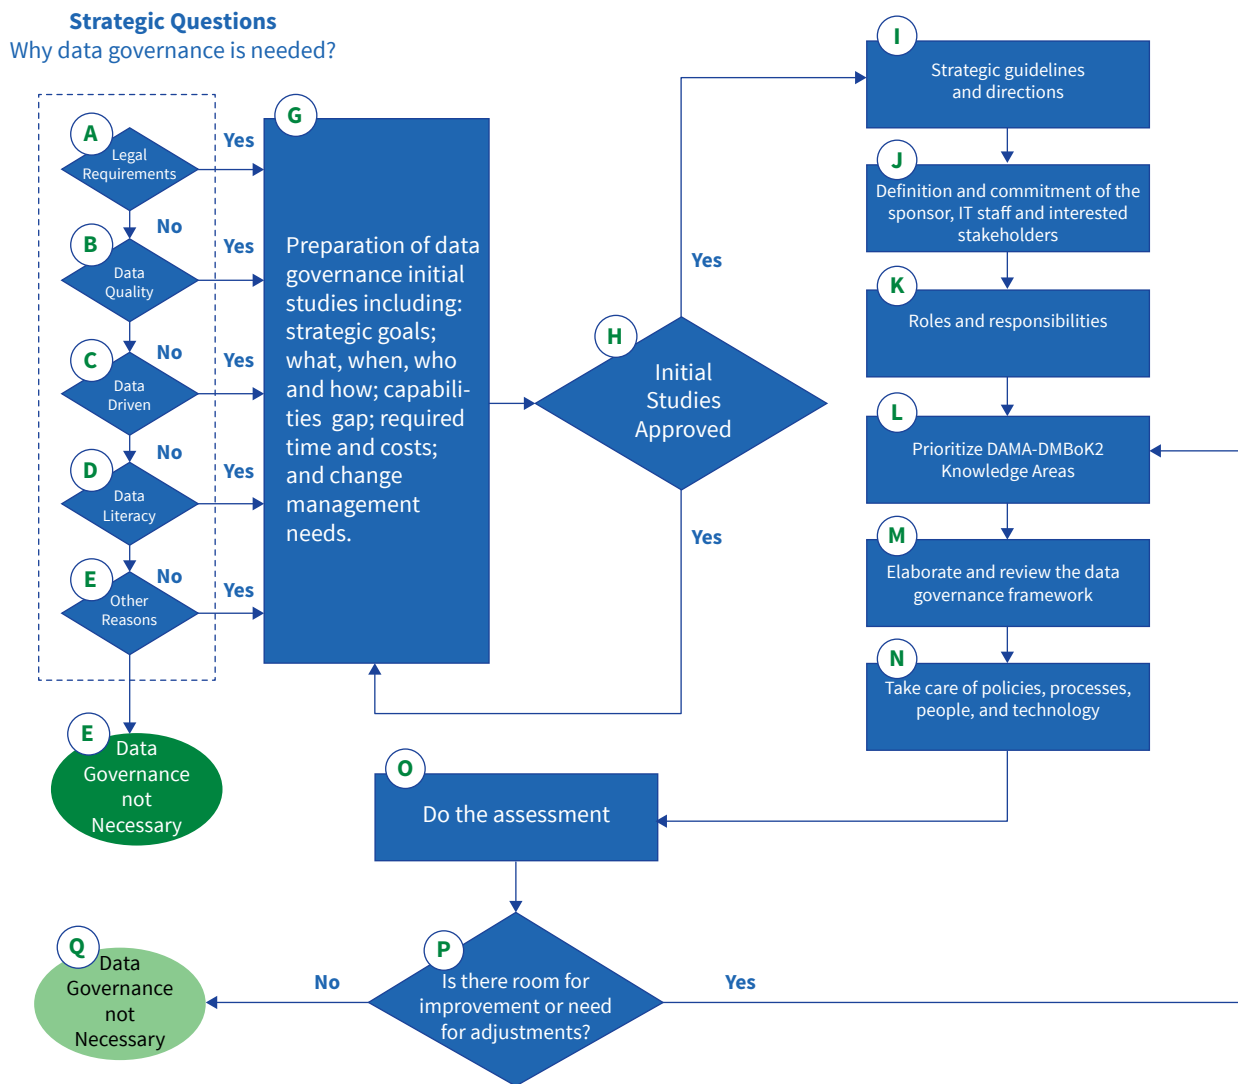 Strategic Questions
Why data governance is needed?
A
Legal
Requirements
Yes
No
B
Data
Quality
Yes
No
C
Data
Driven
Yes
No
D
Data
Literacy
Yes
No
E
Other
Reasons
Yes
E
Data
Governance
not
Necessary
G
Preparation of data
governance initial
studies including:
strategic goals;
what, when, who
and how; capabili-
ties gap; required
time and costs;
and change
management
needs.
H
Initial
Studies
Approved
Yes
Yes
I
Strategic guidelines
and directions
J
Definition and commitment of the
sponsor, IT staff and interested
stakeholders
K
Roles and responsibilities
L
Prioritize DAMA-DMBoK2
Knowledge Areas
M
Elaborate and review the data
governance framework
N
Take care of policies, processes,
people, and technology
O
Do the assessment
P
Is there room for
improvement or need
for adjustments?
No
Yes
Q
Data
Governance
not
Necessary